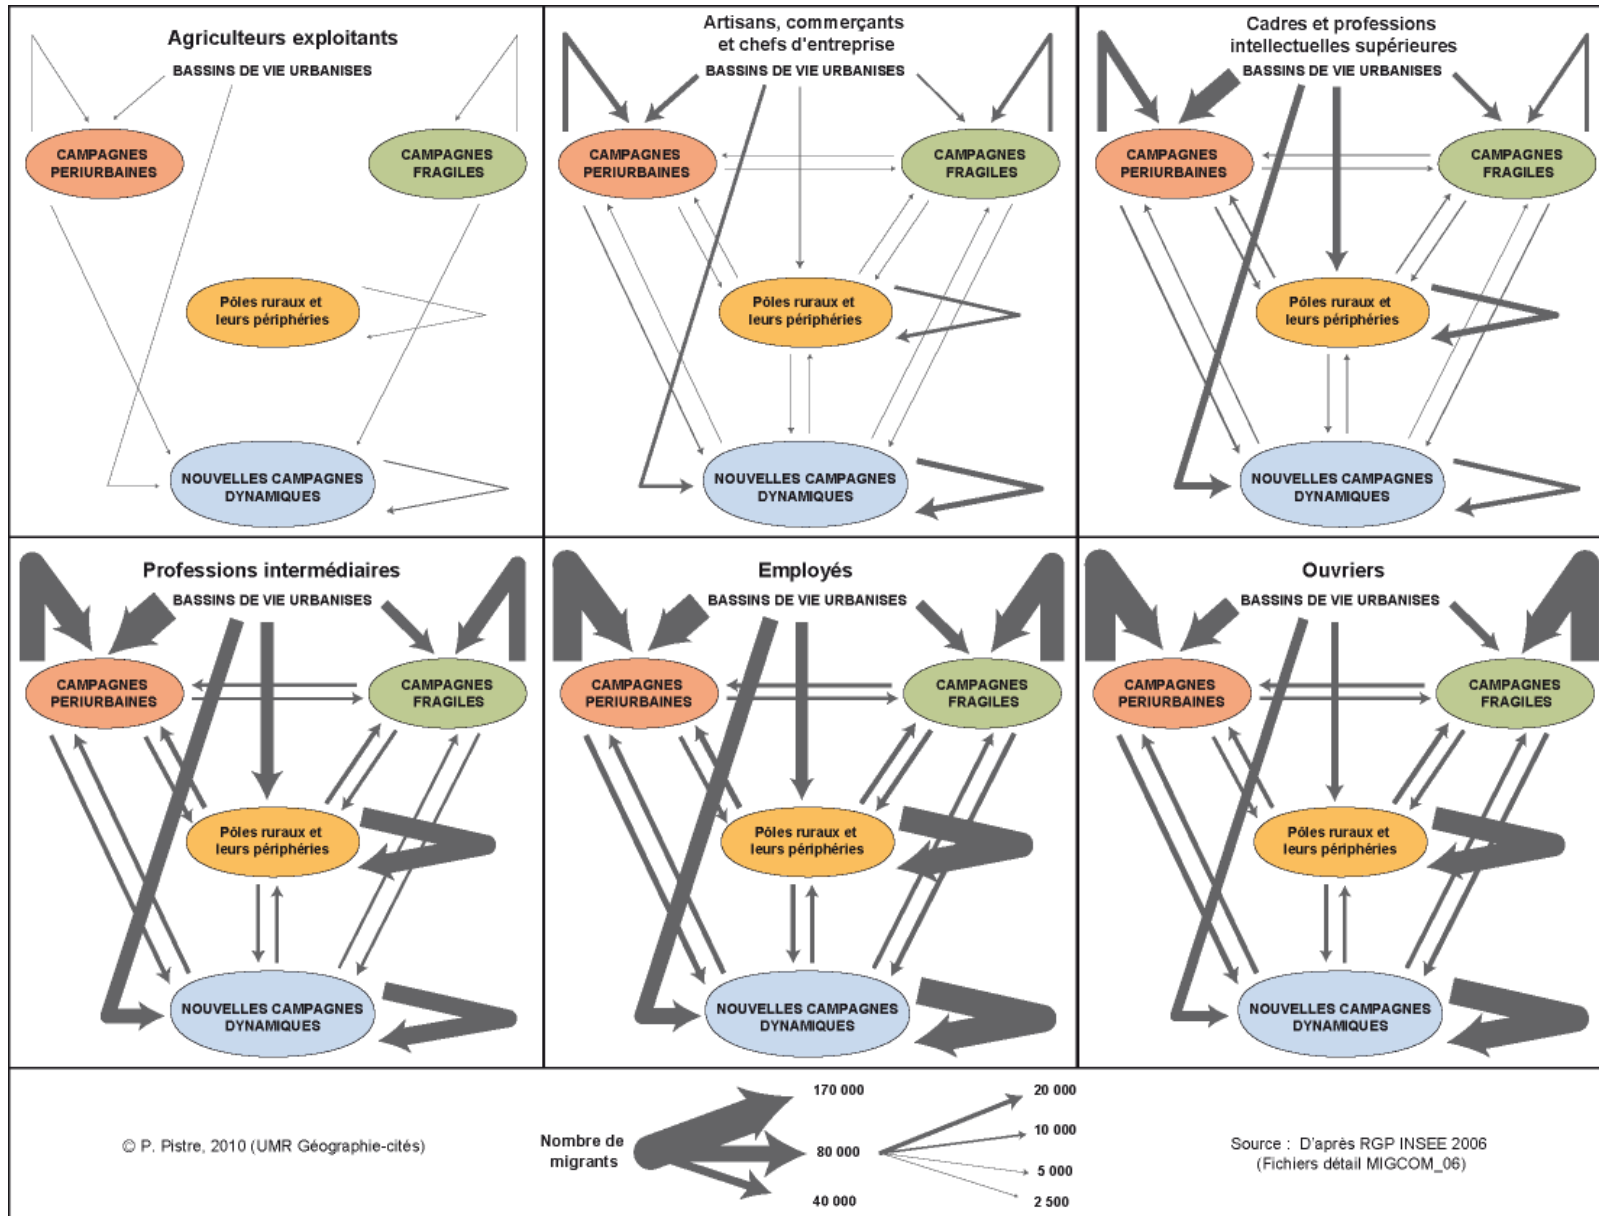 Agriculteurs exploitants
BASSINS DE VIE URBANISES
CAMPAGNES
PERIURBAINES
CAMPAGNES
FRAGILES
Pôles ruraux et
leurs périphéries
NOUVELLES CAMPAGNES
DYNAMIQUES
Artisans, commerçants
et chefs d'entreprise
BASSINS DE VIE URBANISES
CAMPAGNES
PERIURBAINES
CAMPAGNES
FRAGILES
Pôles ruraux et
leurs périphéries
NOUVELLES CAMPAGNES
DYNAMIQUES
Cadres et professions
intellectuelles supérieures
BASSINS DE VIE URBANISES
CAMPAGNES
PERIURBAINES
CAMPAGNES
FRAGILES
Pôles ruraux et
leurs périphéries
NOUVELLES CAMPAGNES
DYNAMIQUES
Professions intermédiaires
BASSINS DE VIE URBANISES
CAMPAGNES
PERIURBAINES
CAMPAGNES
FRAGILES
Pôles ruraux et
leurs périphéries
NOUVELLES CAMPAGNES
DYNAMIQUES
Employés
BASSINS DE VIE URBANISES
CAMPAGNES
PERIURBAINES
CAMPAGNES
FRAGILES
Pôles ruraux et
leurs périphéries
NOUVELLES CAMPAGNES
DYNAMIQUES
Ouvriers
BASSINS DE VIE URBANISES
CAMPAGNES
PERIURBAINES
CAMPAGNES
FRAGILES
Pôles ruraux et
leurs périphéries
NOUVELLES CAMPAGNES
DYNAMIQUES
© P. Pistre, 2010 (UMR Géographie-cités)
Nombre de
migrants
170 000
80 000
40 000
20 000
10 000
5 000
2 500
Source : D'après RGP INSEE 2006
(Fichiers détail MIGCOM_06)